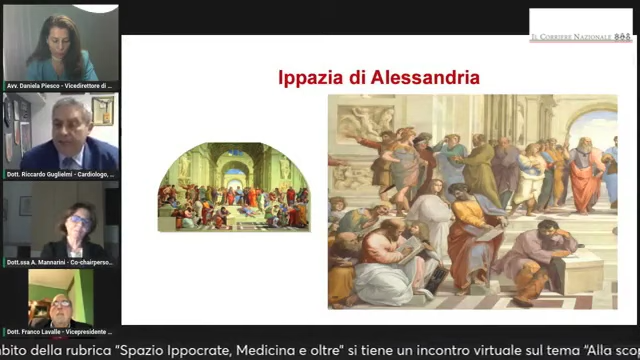 IL CORRIERE NAZIONALE
Ippazia di Alessandria
Avv. Daniela Piesco - Vicedirettore di ...
Dott. Riccardo Guglielmi - Cardiologo, ...
Dott.ssa A. Mannarini - Co-chairperso...
Dott. Franco Lavalle - Vicepresidente ...
nbito della rubrica “Spazio Ippocrate, Medicina e oltre” si tiene un incontro virtuale sul tema “Alla scop